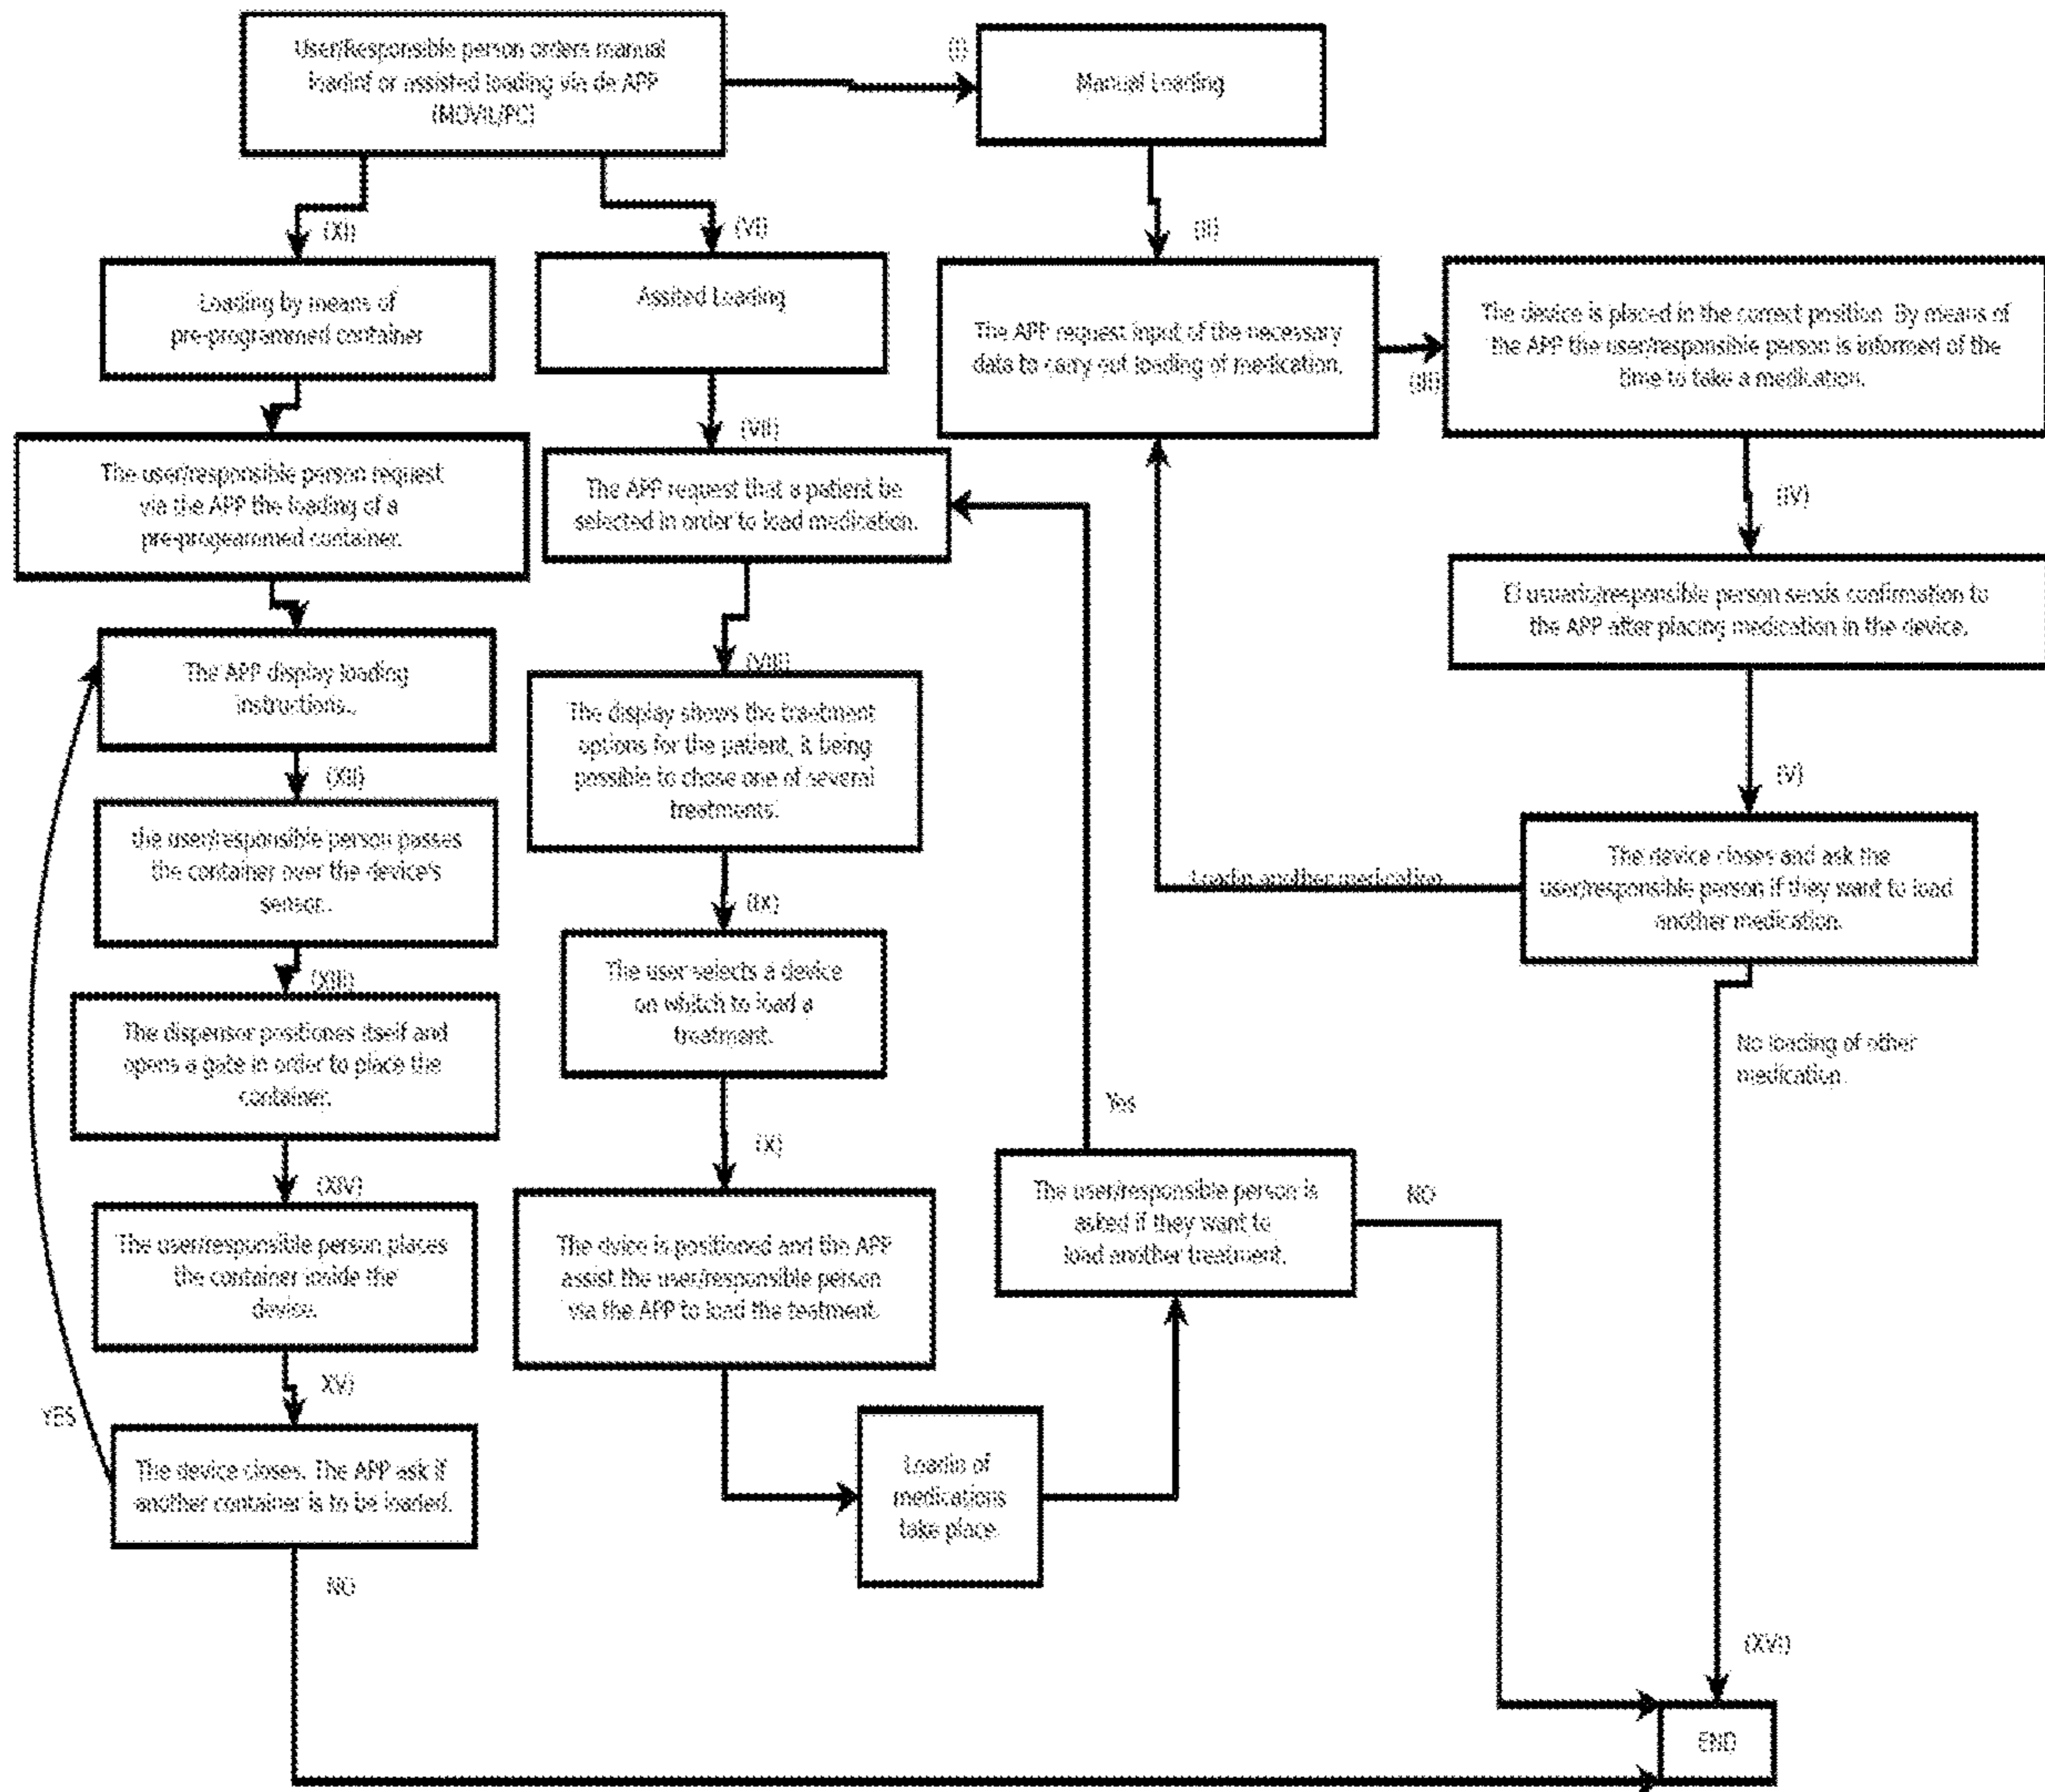 User/Responsible person orders manual
loadinf or assisted loading via de APP
(MOVIL/PC)
(I)
Manual Loading
(XI)
(VI)
(II)
Loading by means of
pre-programmed container
Assited Loading
The APP request input of the necessary
data to carry out loading of medication.
(III)
The device is placed in the correct position. By means of
the APP the user/responsible person is informed of the
time to take a medication.
The user/responsible person request
via the APP the loading of a
pre-progeammed container.
(VII)
The APP request that a patient be
selected in order to load medication.
(IV)
El usuario/responsible person sends confirmation to
the APP after placing medication in the device.
The APP display loading
instructions..
(VIII)
The display shows the treatment
options for the patient, it being
possible to chose one of several
treatments.
(XII)
(V)
the user/responsible person passes
the container over the device's
sensor..
(IX)
Loadin another medication
The device closes and ask the
user/responsible person if they want to load
another medication.
(XIII)
The user selects a device
on whitch to load a
treatment.
The dispensor positiones itself and
opens a gate in order to place the
container.
No loading of other
medication.
Yes
(X)
(XIV)
The user/responsible person places
the container inside the
device.
The dvice is positioned and the APP
assist the user/responsible person
via the APP to load the teatment.
The user/responsible person is
asked if they want to
load another treatment.
NO
XV)
YES
The device closes. The APP ask if
another container is to be loaded.
Loadin of
medications
take place.
NO
(XVI)
END